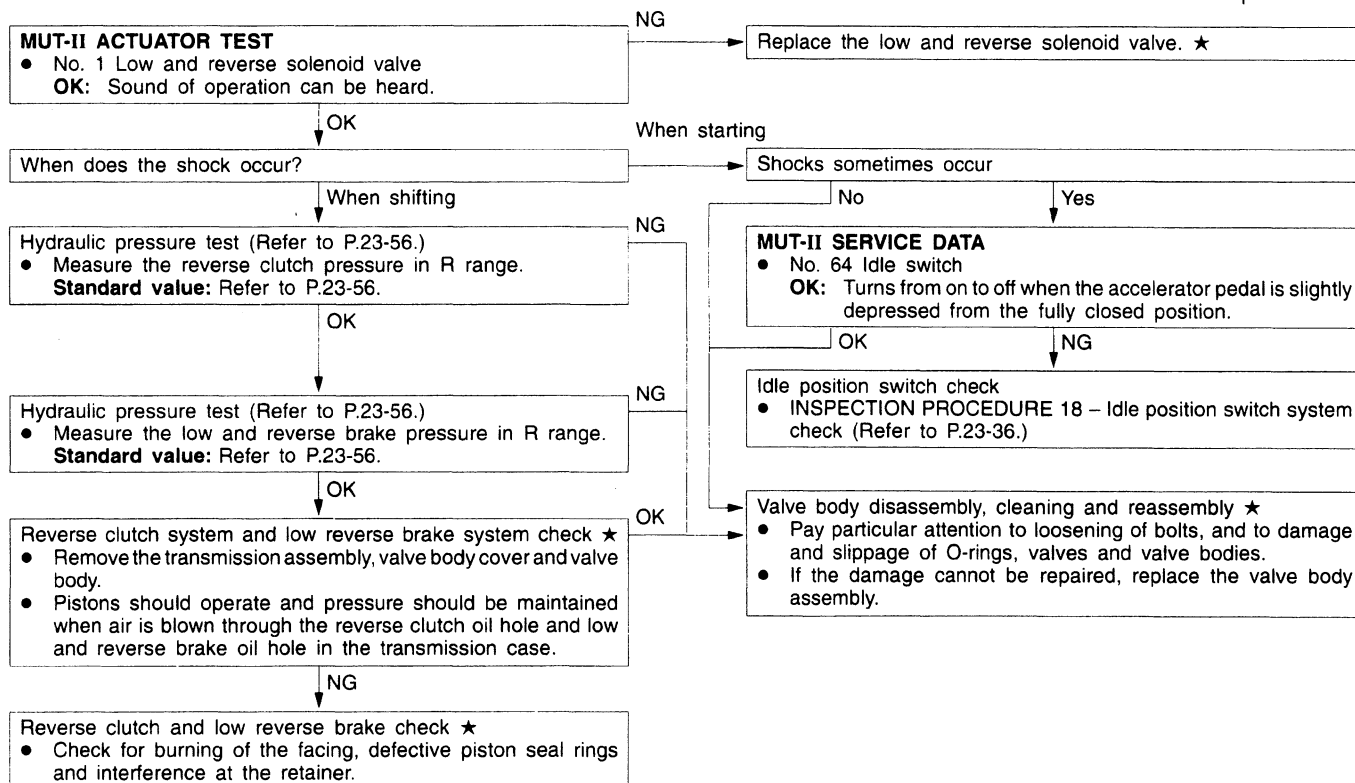 NG
MUT-II ACTUATOR TEST
● No. 1 Low and reverse solenoid valve
OK: Sound of operation can be heard.
Replace the low and reverse solenoid valve. ★
OK
When starting
When does the shock occur?
Shocks sometimes occur
When shifting
No
Yes
NG
Hydraulic pressure test (Refer to P.23-56.)
● Measure the reverse clutch pressure in R range.
Standard value: Refer to P.23-56.
MUT-II SERVICE DATA
● No. 64 Idle switch
OK: Turns from on to off when the accelerator pedal is slightly
depressed from the fully closed position.
OK
OK
NG
NG
Hydraulic pressure test (Refer to P.23-56.)
● Measure the low and reverse brake pressure in R range.
Standard value: Refer to P.23-56.
Idle position switch check
● INSPECTION PROCEDURE 18 – Idle position switch system
check (Refer to P.23-36.)
OK
OK
Reverse clutch system and low reverse brake system check ★
● Remove the transmission assembly, valve body cover and valve
body.
● Pistons should operate and pressure should be maintained
when air is blown through the reverse clutch oil hole and low
and reverse brake oil hole in the transmission case.
Valve body disassembly, cleaning and reassembly ★
● Pay particular attention to loosening of bolts, and to damage
and slippage of O-rings, valves and valve bodies.
● If the damage cannot be repaired, replace the valve body
assembly.
NG
Reverse clutch and low reverse brake check ★
● Check for burning of the facing, defective piston seal rings
and interference at the retainer.